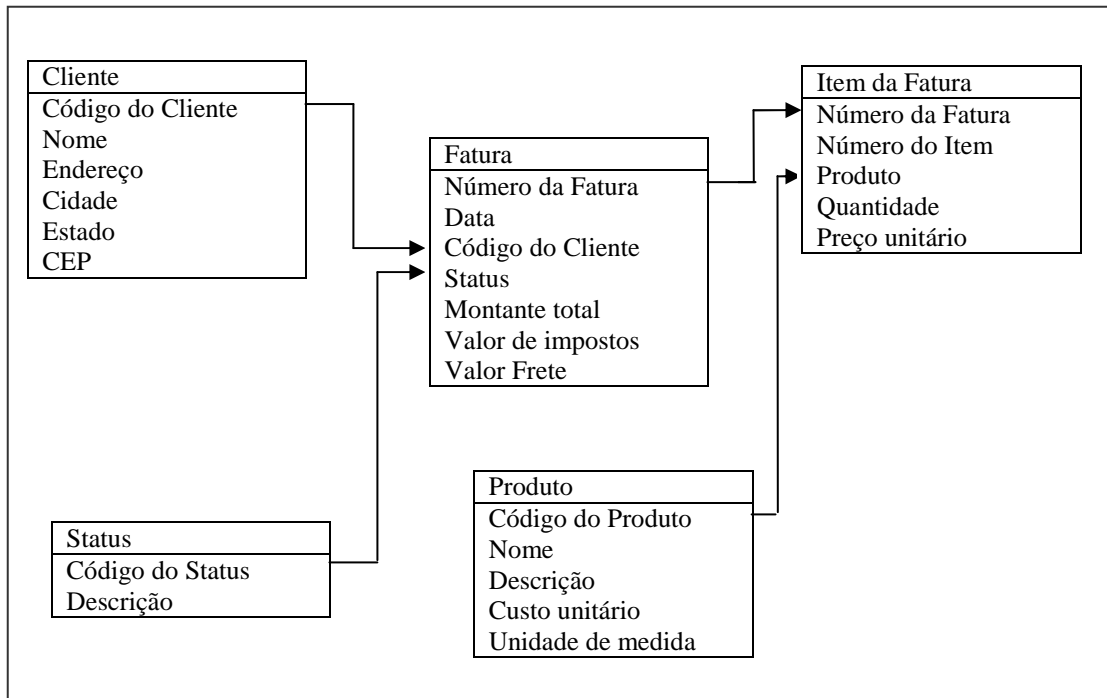 Cliente
Código do Cliente
Nome
Endereço
Cidade
Estado
CEP
Fatura
Número da Fatura
Data
Código do Cliente
Status
Montante total
Valor de impostos
Valor Frete
Item da Fatura
Número da Fatura
Número do Item
Produto
Quantidade
Preço unitário
Status
Código do Status
Descrição
Produto
Código do Produto
Nome
Descrição
Custo unitário
Unidade de medida